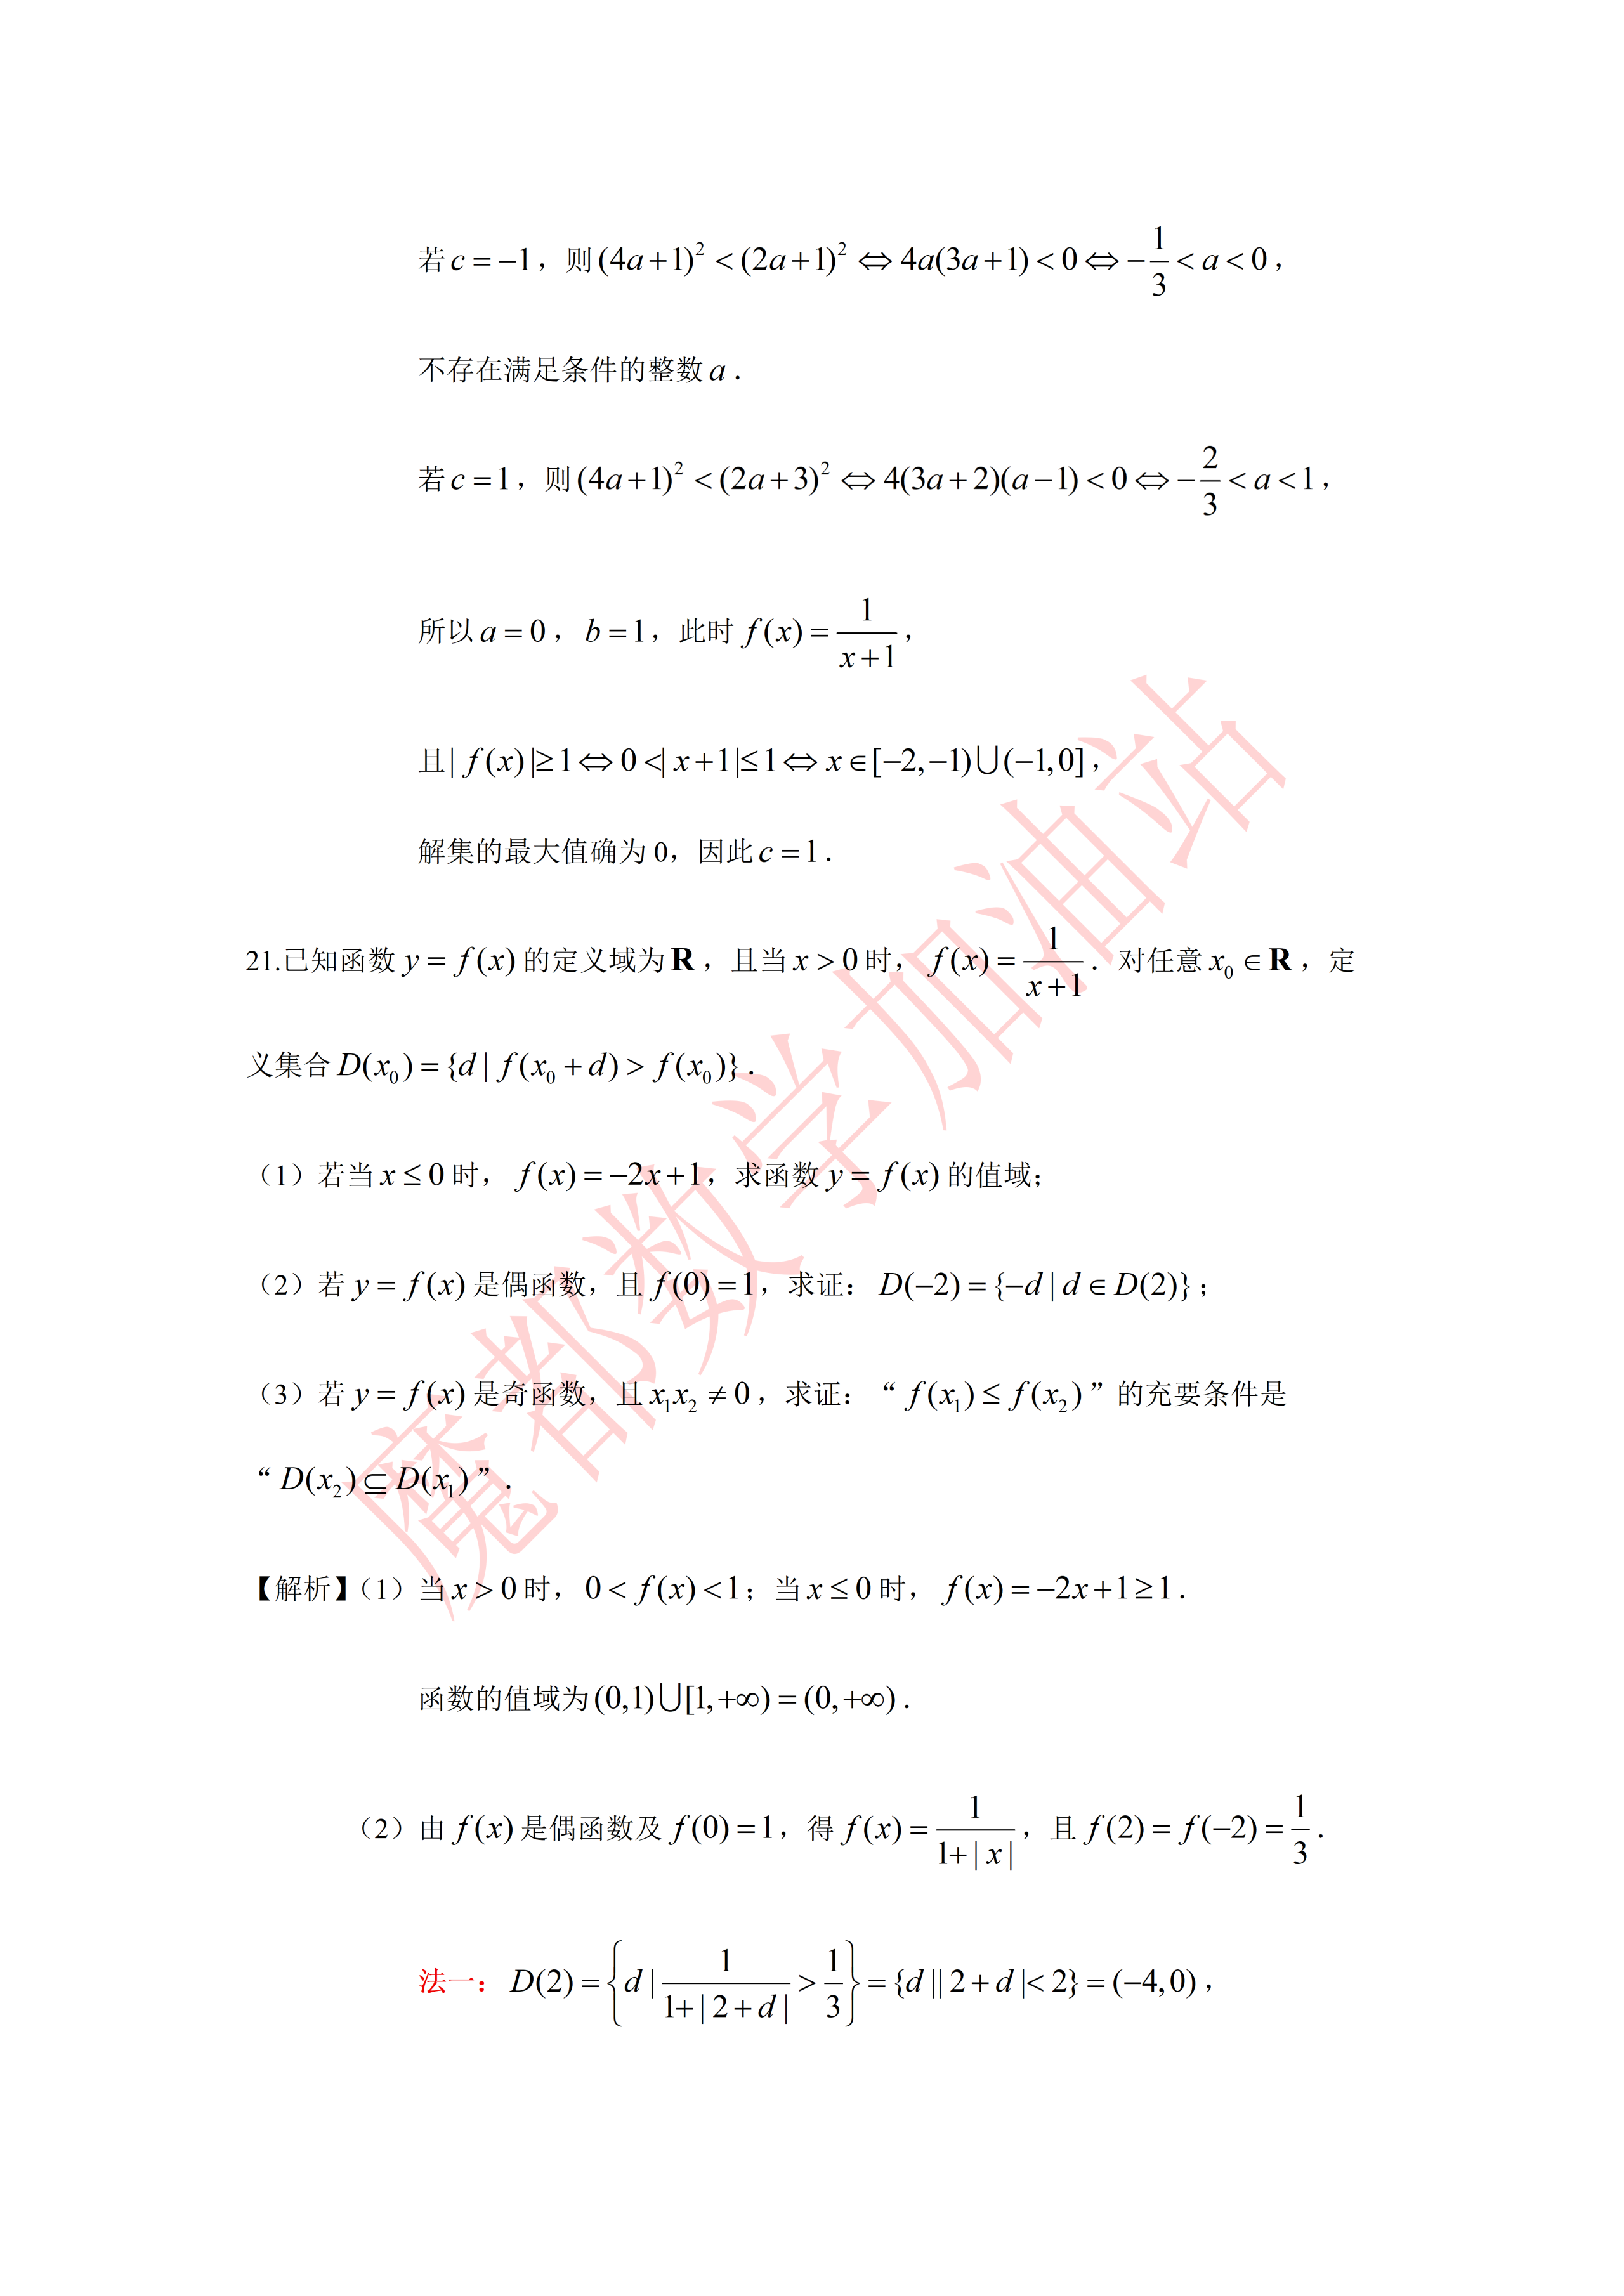 若 c = −1，则 (4a+1)² < (2a+1)² ⇔ 4a(3a+1) < 0 ⇔ −1/3 < a < 0，
不存在满足条件的整数 a．
若 c = 1，则 (4a+1)² < (2a+3)² ⇔ 4(3a+2)(a−1) < 0 ⇔ −2/3 < a < 1，
所以 a = 0，b = 1，此时 f(x) = 1/(x+1)，
且 | f(x) |≥ 1 ⇔ 0 <| x+1 |≤ 1 ⇔ x ∈ [−2, −1)∪(−1, 0]，
解集的最大值确为 0，因此 c = 1．
21.已知函数 y = f(x) 的定义域为 R，且当 x > 0 时，f(x) = 1/(x+1)．对任意 x₀ ∈ R，定
义集合 D(x₀) = {d | f(x₀ + d) > f(x₀)}．
（1）若当 x ≤ 0 时，f(x) = −2x+1，求函数 y = f(x) 的值域；
（2）若 y = f(x) 是偶函数，且 f(0) = 1，求证：D(−2) = {−d | d ∈ D(2)}；
（3）若 y = f(x) 是奇函数，且 x₁x₂ ≠ 0，求证：“ f(x₁) ≤ f(x₂) ”的充要条件是
“ D(x₂) ⊆ D(x₁) ”．
【解析】（1）当 x > 0 时，0 < f(x) < 1；当 x ≤ 0 时，f(x) = −2x+1 ≥ 1．
函数的值域为 (0,1)∪[1,+∞) = (0,+∞)．
（2）由 f(x) 是偶函数及 f(0) = 1，得 f(x) = 1/(1+| x |)，且 f(2) = f(−2) = 1/3．
法一：D(2) = {d | 1/(1+| 2+d |) > 1/3} = {d || 2+d |< 2} = (−4, 0)，
魔都数学加油站